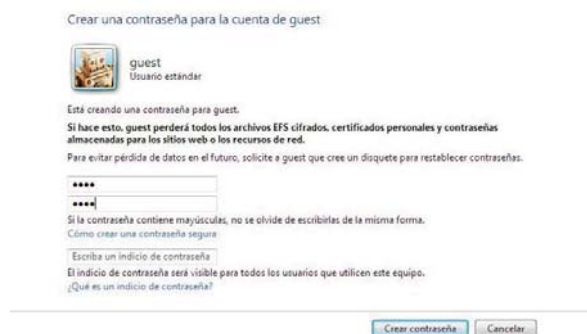 Crear una contraseña para la cuenta de guest
guest
Usuario estándar
Está creando una contraseña para guest.
Si hace esto, guest perderá todos los archivos EFS cifrados, certificados personales y contraseñas
almacenadas para los sitios web o los recursos de red.
Para evitar pérdida de datos en el futuro, solicite a guest que cree un disquete para restablecer contraseñas.
••••
••••
Si la contraseña contiene mayúsculas, no se olvide de escribirlas de la misma forma.
Cómo crear una contraseña segura
Escriba un indicio de contraseña
El indicio de contraseña será visible para todos los usuarios que utilicen este equipo.
¿Qué es un indicio de contraseña?
Crear contraseña Cancelar